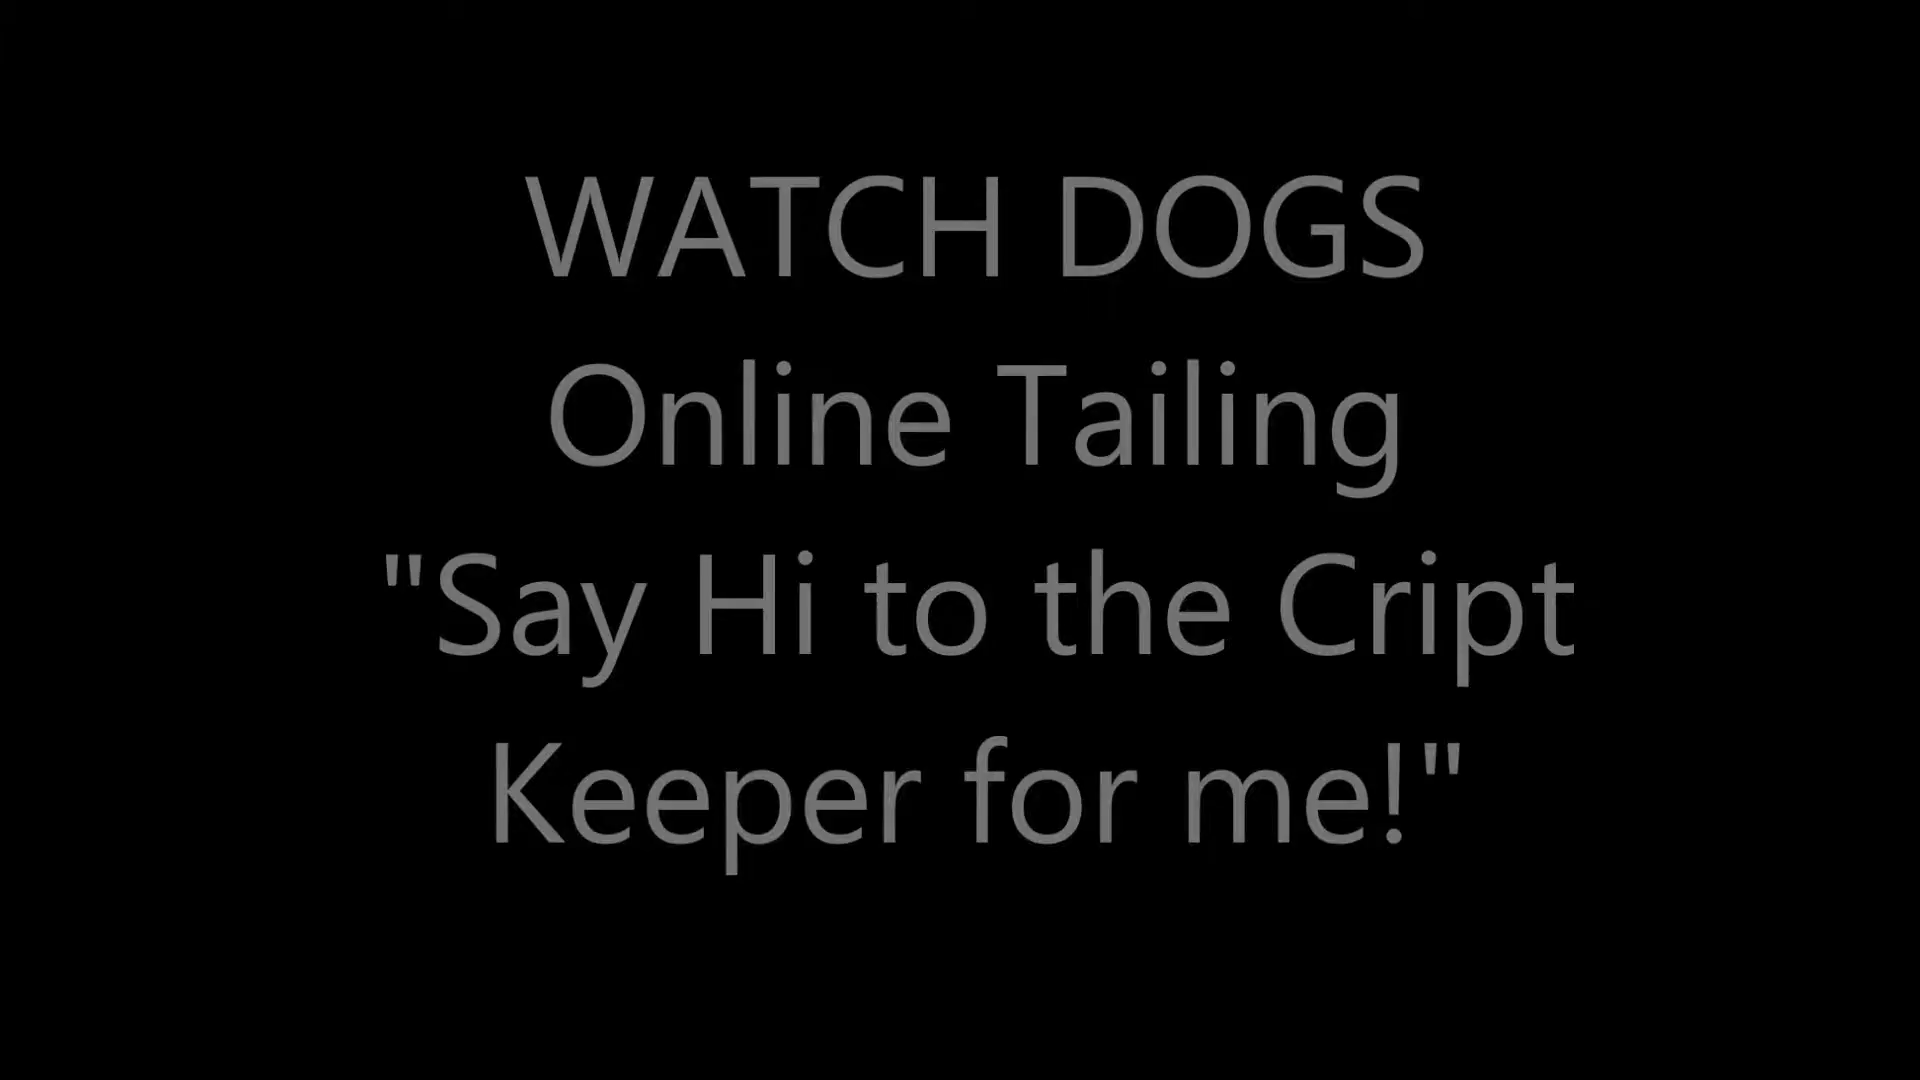 WATCH DOGS
Online Tailing
"Say Hi to the Cript
Keeper for me!"